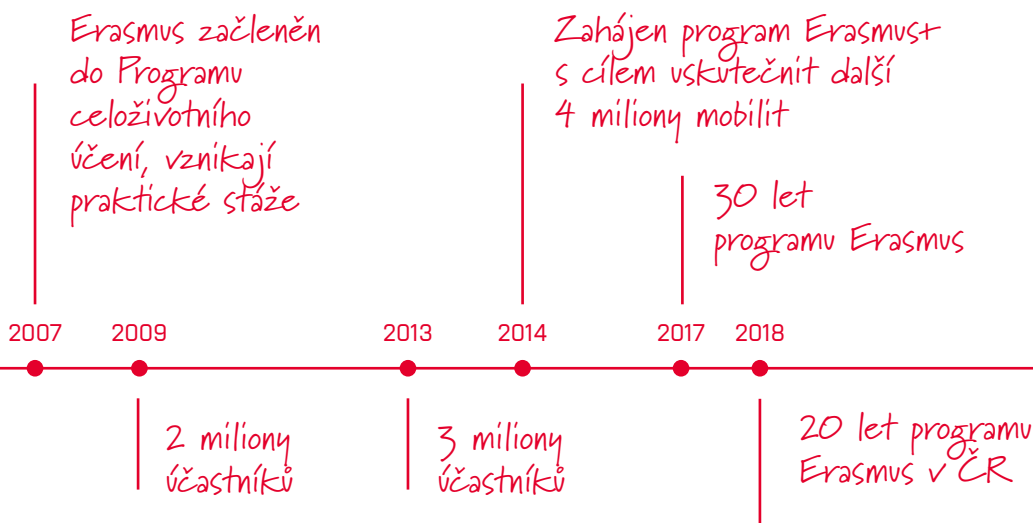 Erasmus začleněn
do Programu
celoživotního
účení, vznikají
praktické stáže
Zahájen program Erasmus+
s cílem uskutečnit další
4 miliony mobilit
30 let
programu Erasmus
2007
2009
2013
2014
2017
2018
2 miliony
účastníků
3 miliony
účastníků
20 let programu
Erasmus v ČR